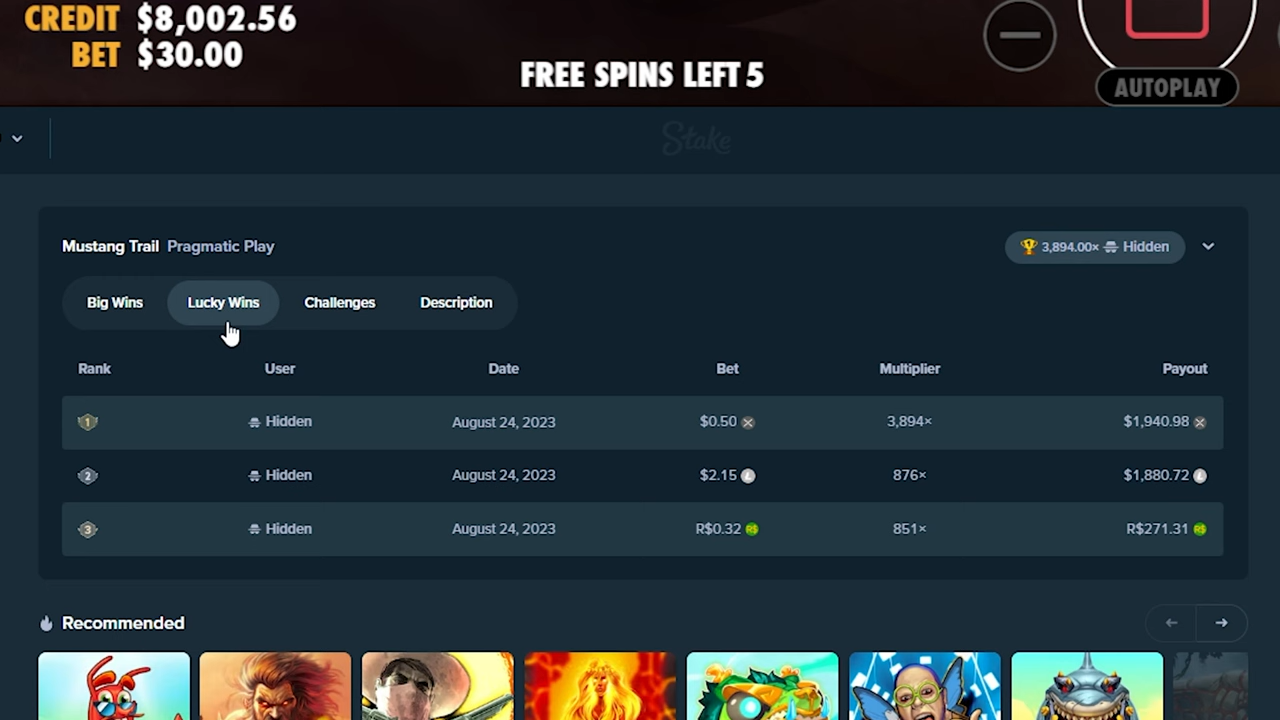 CREDIT $8,002.56
BET $30.00
FREE SPINS LEFT 5
AUTOPLAY
Stake
Mustang Trail Pragmatic Play
3,894.00× Hidden
Big Wins Lucky Wins Challenges Description
Rank User Date Bet Multiplier Payout
1 Hidden August 24, 2023 $0.50 3,894× $1,940.98
2 Hidden August 24, 2023 $2.15 876× $1,880.72
3 Hidden August 24, 2023 R$0.32 851× R$271.31
Recommended